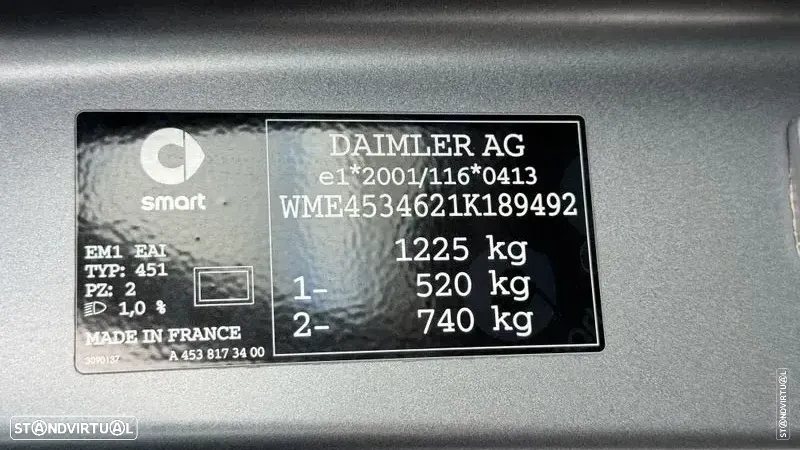 smart
EM1 EAI
TYP: 451
PZ: 2
1,0 %
MADE IN FRANCE
3090137
A 453 817 34 00
DAIMLER AG
e1*2001/116*0413
WME4534621K189492
1225 kg
1- 520 kg
2- 740 kg
STANDVIRTUAL
STANDVIRTUAL